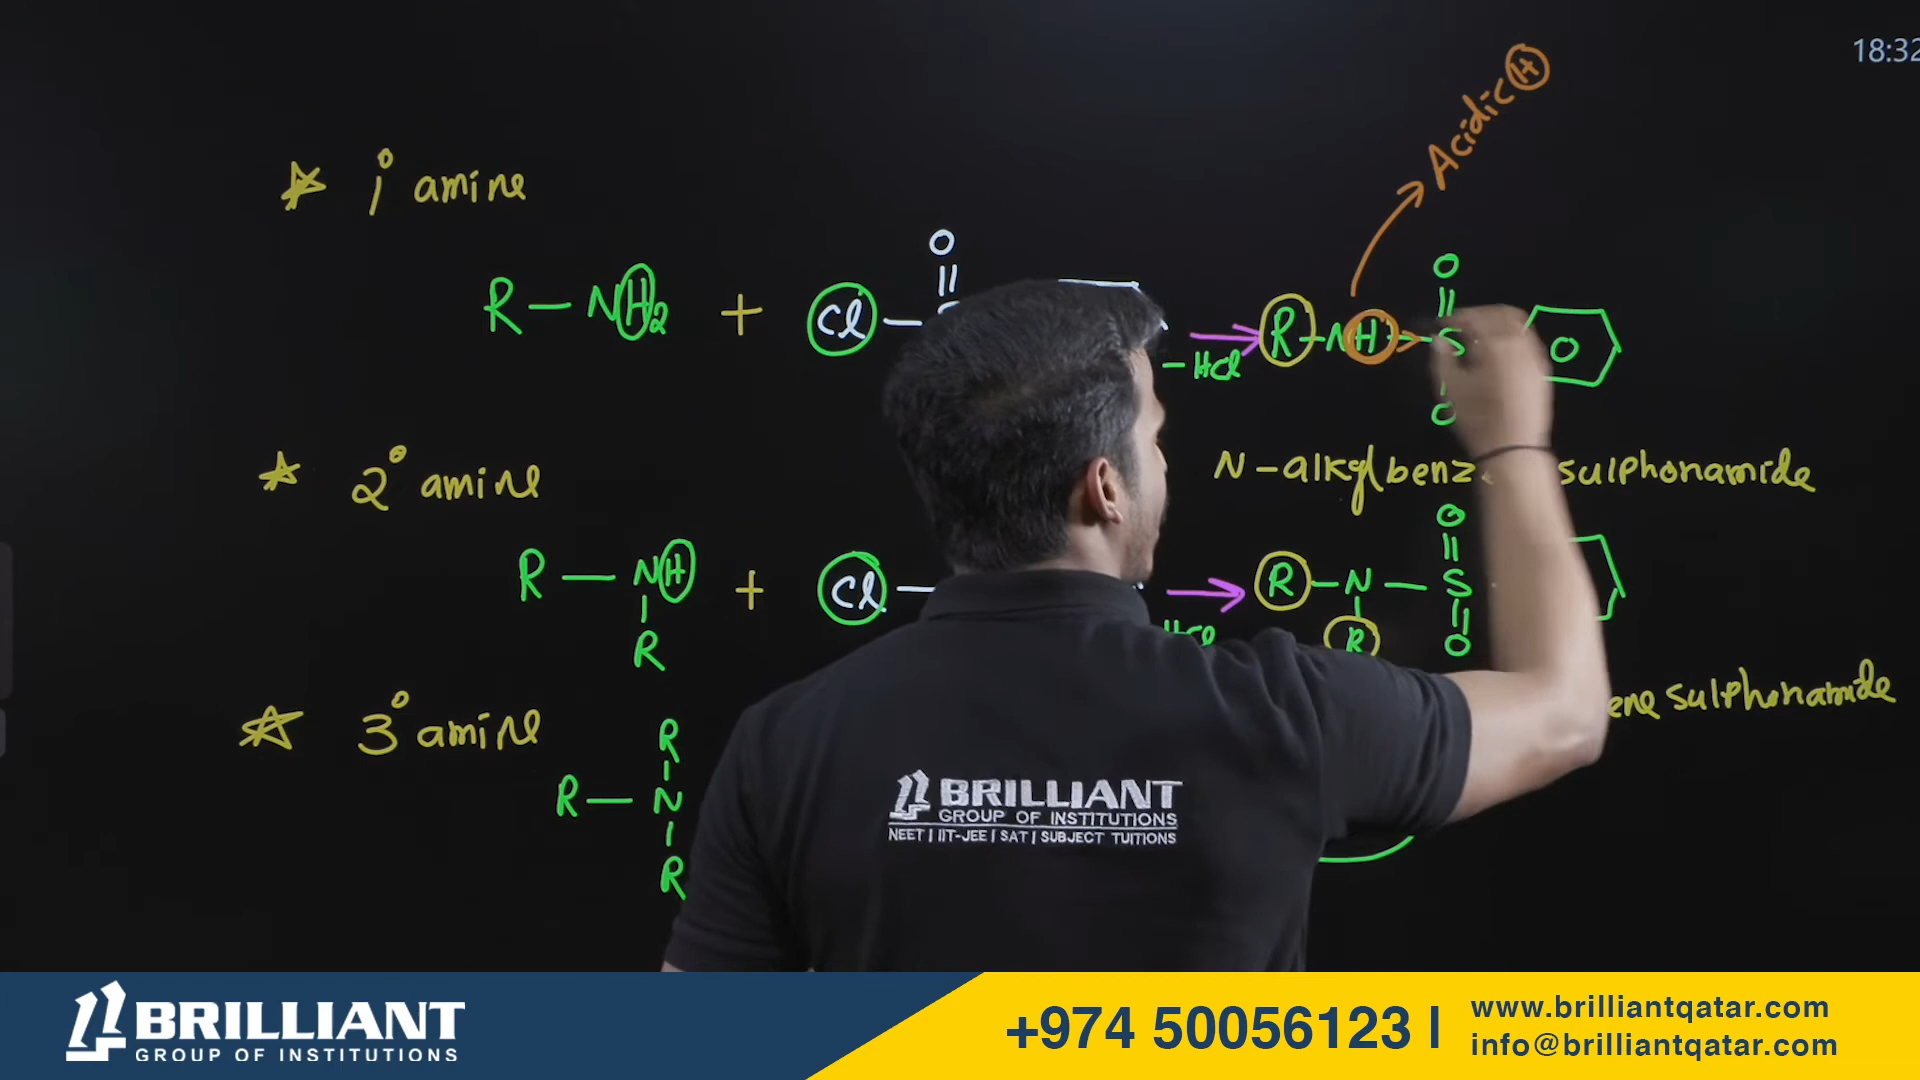 18:32
Acidic H
☆ 1° amine
O
O
R — NH2 + Cl — → R - NH - S O
- HCl
O
N - alkyl benz sulphonamide
☆ 2° amine
O
R — NH + Cl — → R - N — S
R
HCl
R
O
ene sulphonamide
☆ 3° amine
R
R — N
R
BRILLIANT
GROUP OF INSTITUTIONS
NEET | IIT-JEE | SAT | SUBJECT TUITIONS
BRILLIANT
GROUP OF INSTITUTIONS
+974 50056123 |
www.brilliantqatar.com
info@brilliantqatar.com